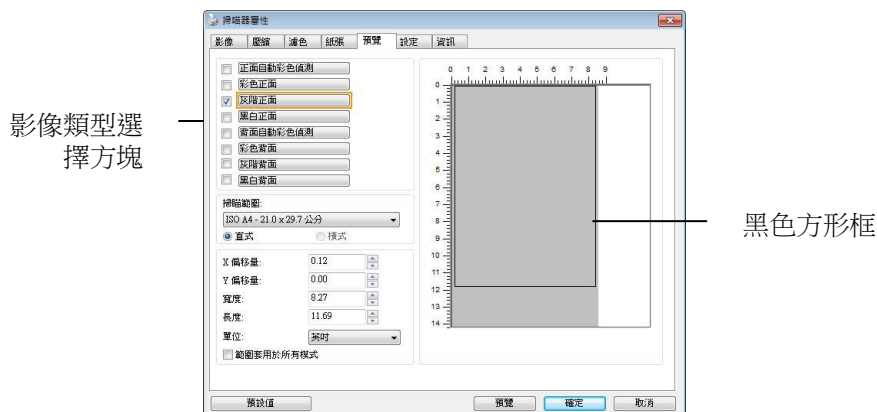 掃瞄器屬性
影像 壓縮 濾色 紙張 預覽 設定 資訊
正面自動彩色偵測
彩色正面
灰階正面
黑白正面
背面自動彩色偵測
彩色背面
灰階背面
黑白背面
掃瞄範圍:
ISO A4 - 21.0 x 29.7 公分
直式 橫式
X 偏移量: 0.12
Y 偏移量: 0.00
寬度: 8.27
長度: 11.69
單位: 英吋
範圍套用於所有模式
0 1 2 3 4 5 6 7 8 9
0
1
2
3
4
5
6
7
8
9
10
11
12
13
14
預設值 預覽 確定 取消
影像類型選
擇方塊
黑色方形框